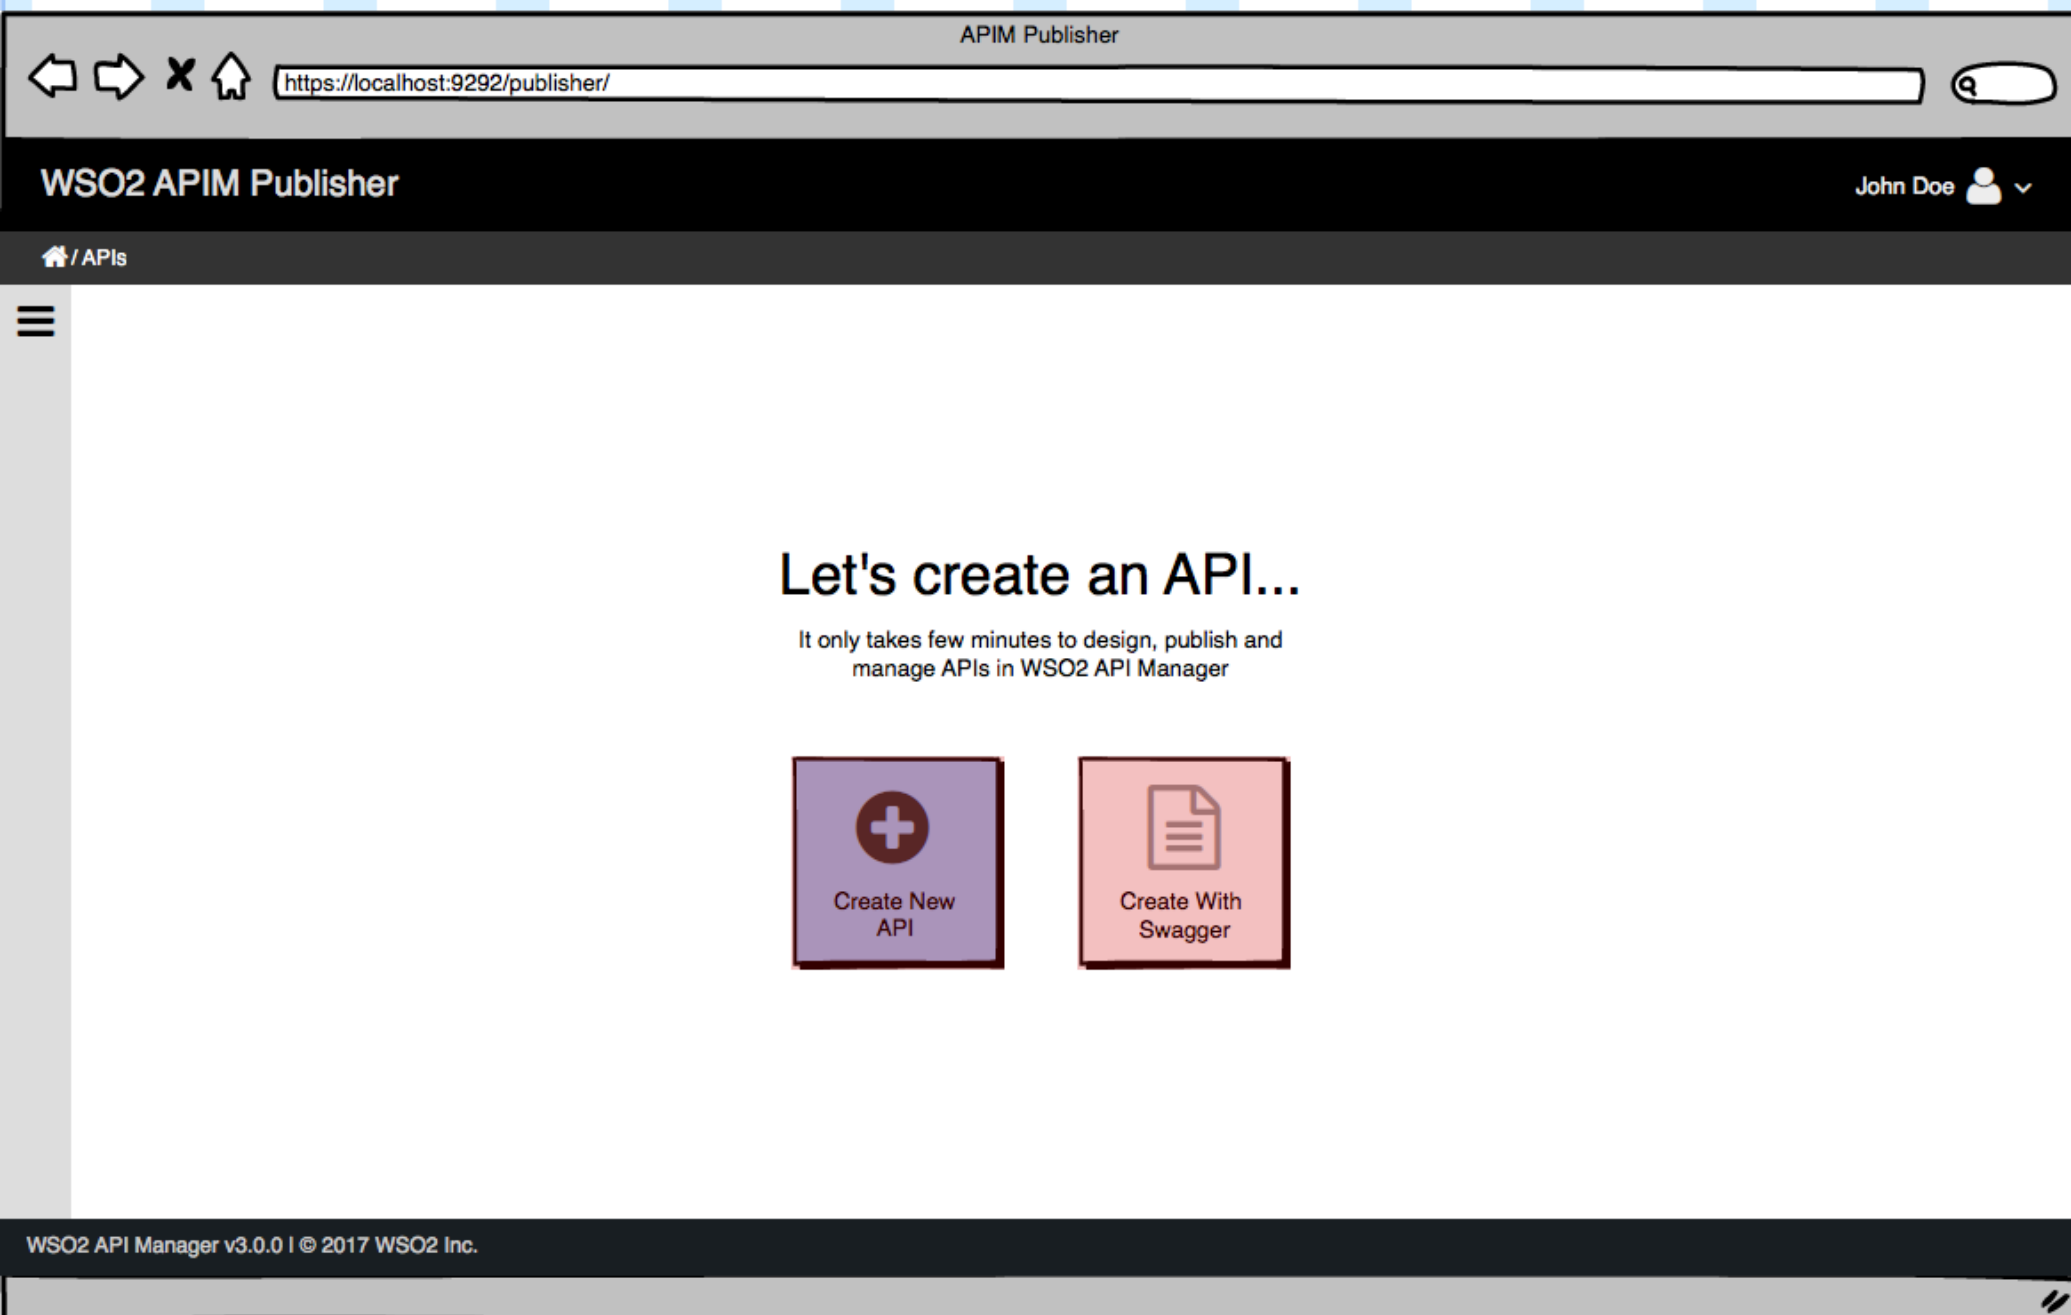 APIM Publisher
https://localhost:9292/publisher/
WSO2 APIM Publisher
John Doe
/ APIs
Let's create an API...
It only takes few minutes to design, publish and
manage APIs in WSO2 API Manager
Create New
API
Create With
Swagger
WSO2 API Manager v3.0.0 | © 2017 WSO2 Inc.